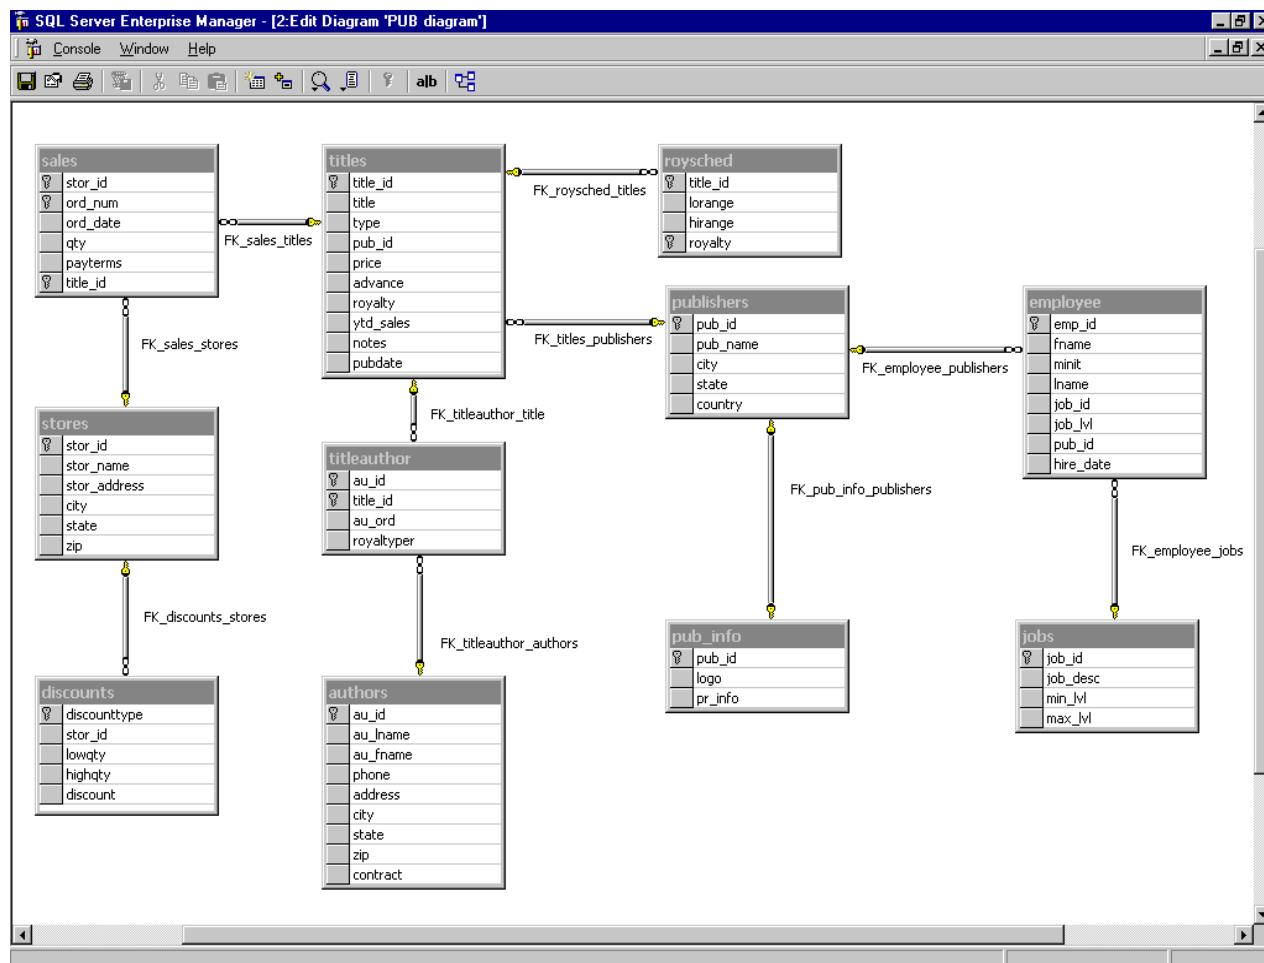 SQL Server Enterprise Manager - [2:Edit Diagram 'PUB diagram']
Console Window Help
a|b
sales
stor_id
ord_num
ord_date
qty
payterms
title_id
FK_sales_titles
titles
title_id
title
type
pub_id
price
advance
royalty
ytd_sales
notes
pubdate
FK_roysched_titles
roysched
title_id
lorange
hirange
royalty
FK_titles_publishers
publishers
pub_id
pub_name
city
state
country
FK_employee_publishers
employee
emp_id
fname
minit
lname
job_id
job_lvl
pub_id
hire_date
FK_sales_stores
stores
stor_id
stor_name
stor_address
city
state
zip
FK_titleauthor_title
titleauthor
au_id
title_id
au_ord
royaltyper
FK_pub_info_publishers
FK_employee_jobs
FK_discounts_stores
FK_titleauthor_authors
discounts
discounttype
stor_id
lowqty
highqty
discount
authors
au_id
au_lname
au_fname
phone
address
city
state
zip
contract
pub_info
pub_id
logo
pr_info
jobs
job_id
job_desc
min_lvl
max_lvl